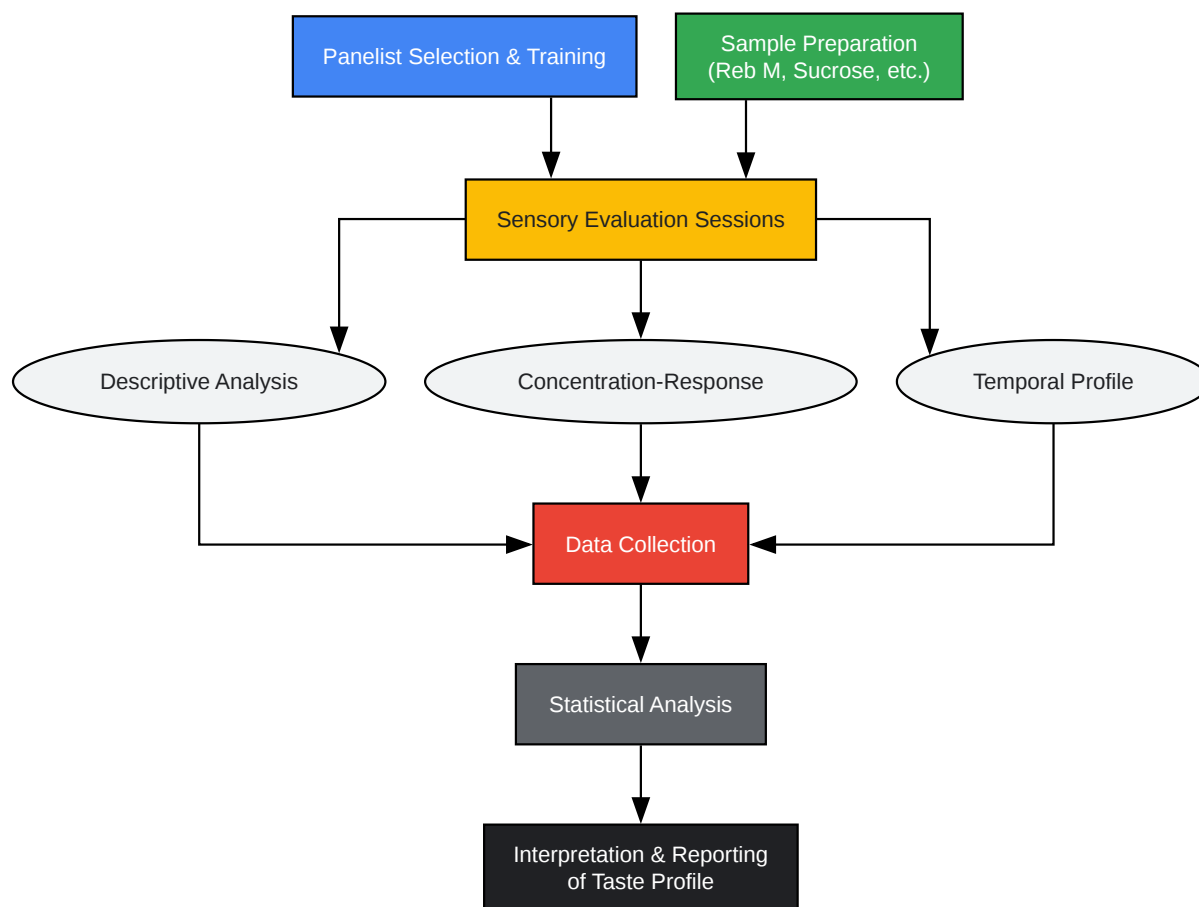 Panelist Selection & Training
Sample Preparation
(Reb M, Sucrose, etc.)
Sensory Evaluation Sessions
Descriptive Analysis
Concentration-Response
Temporal Profile
Data Collection
Statistical Analysis
Interpretation & Reporting
of Taste Profile